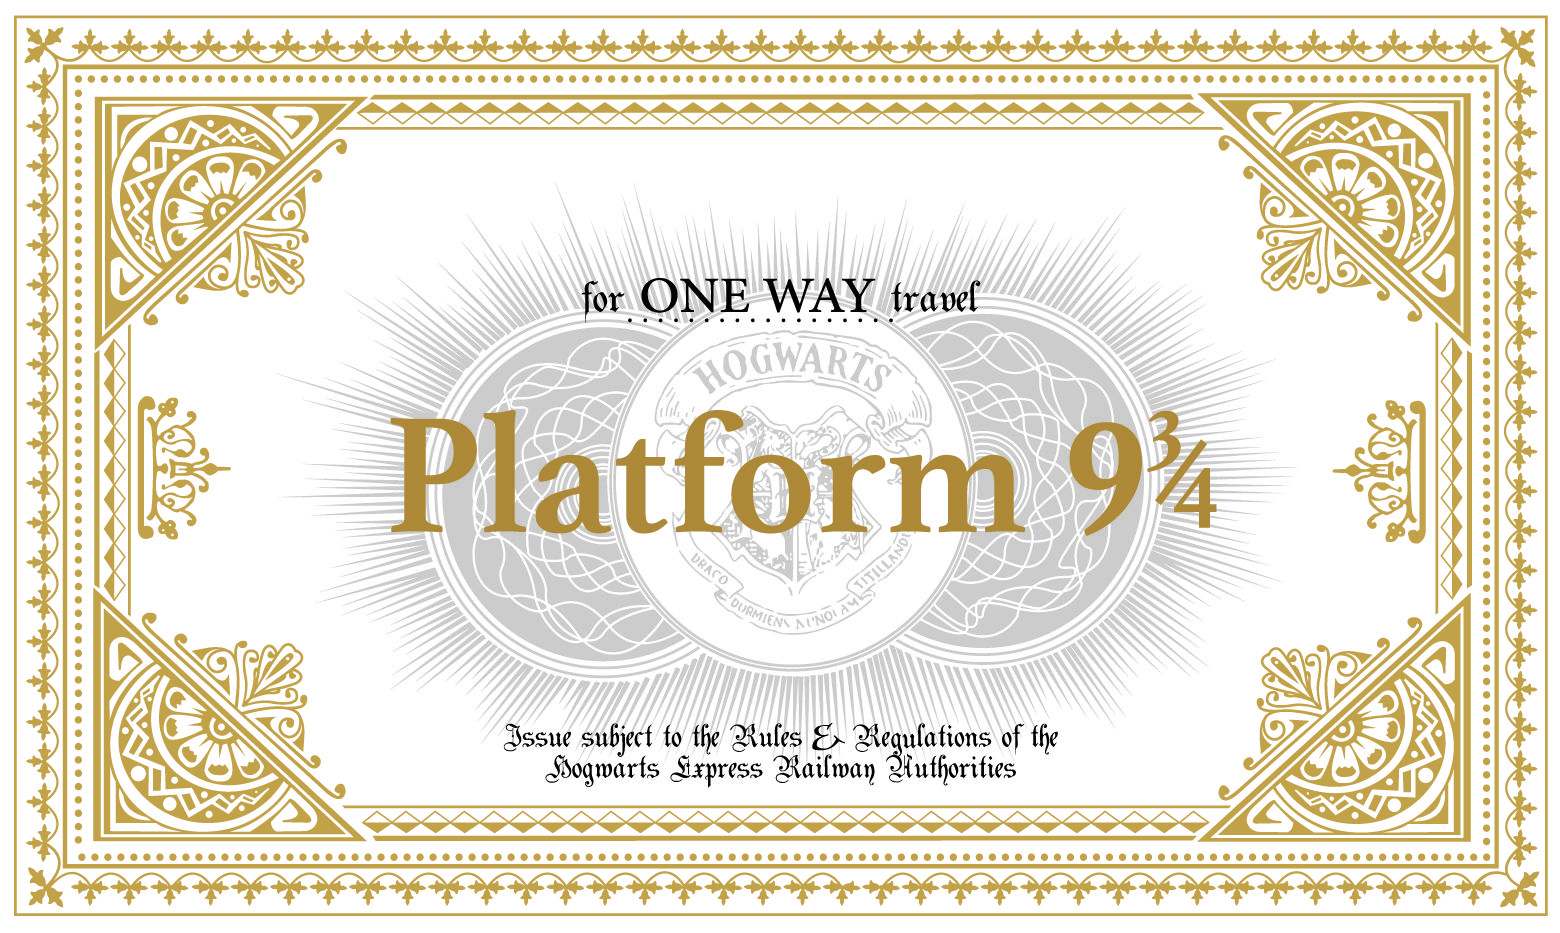 for ONE WAY travel
HOGWARTS
Platform 9¾
DRACO DORMIENS NUNQUAM TITILLANDUS
Issue subject to the Rules & Regulations of the
Hogwarts Express Railway Authorities